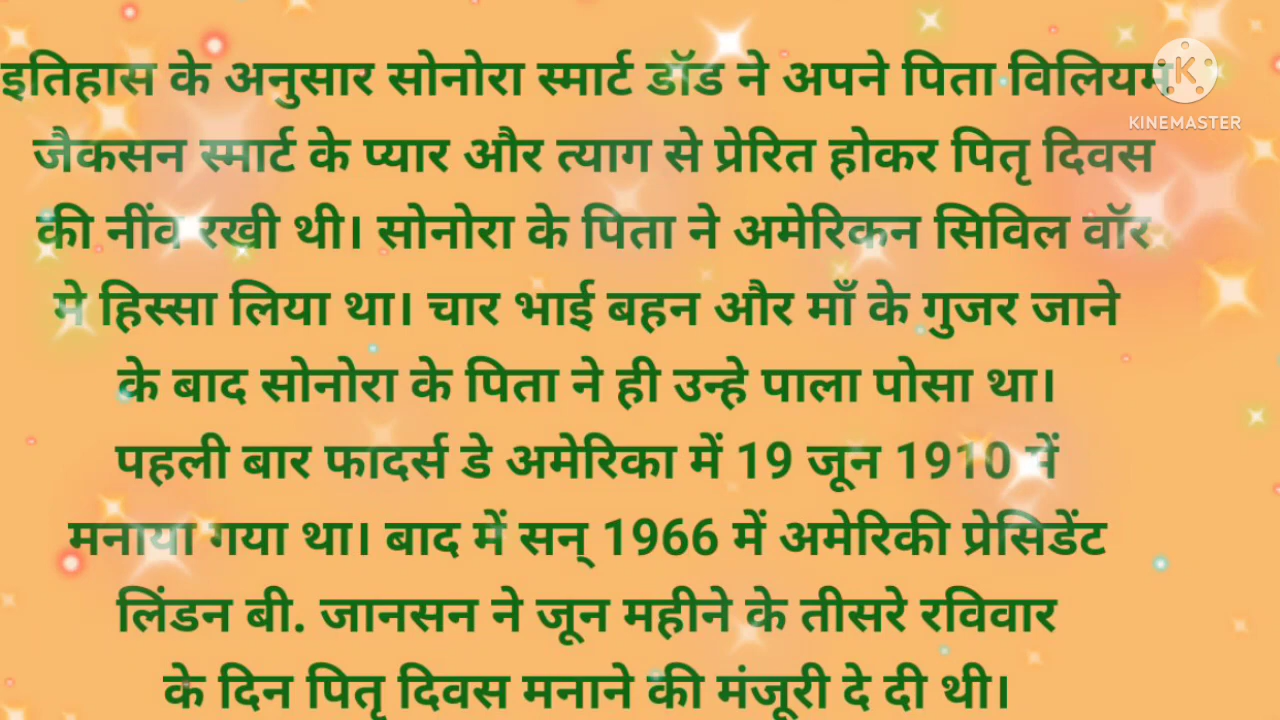 इतिहास के अनुसार सोनोरा स्मार्ट डॉड ने अपने पिता विलियम
जैकसन स्मार्ट के प्यार और त्याग से प्रेरित होकर पितृ दिवस
की नींव रखी थी। सोनोरा के पिता ने अमेरिकन सिविल वॉर
मे हिस्सा लिया था। चार भाई बहन और माँ के गुजर जाने
के बाद सोनोरा के पिता ने ही उन्हे पाला पोसा था।
पहली बार फादर्स डे अमेरिका में 19 जून 1910 में
मनाया गया था। बाद में सन् 1966 में अमेरिकी प्रेसिडेंट
लिंडन बी. जानसन ने जून महीने के तीसरे रविवार
के दिन पितृ दिवस मनाने की मंजूरी दे दी थी।
K
KINEMASTER